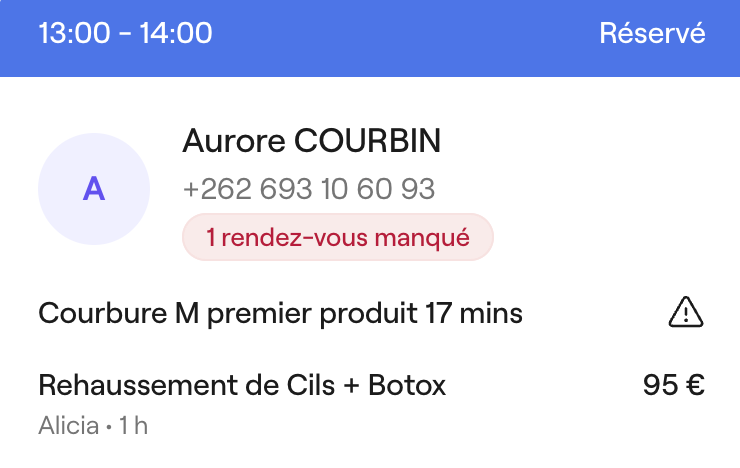 13:00 - 14:00 Réservé
Aurore COURBIN
A
+262 693 10 60 93
1 rendez-vous manqué
Courbure M premier produit 17 mins
Rehaussement de Cils + Botox 95 €
Alicia • 1 h